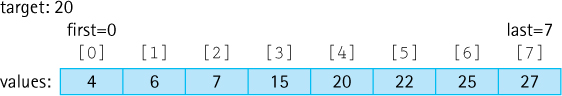 target: 20
first=0 last=7
[0] [1] [2] [3] [4] [5] [6] [7]
values: 4 6 7 15 20 22 25 27